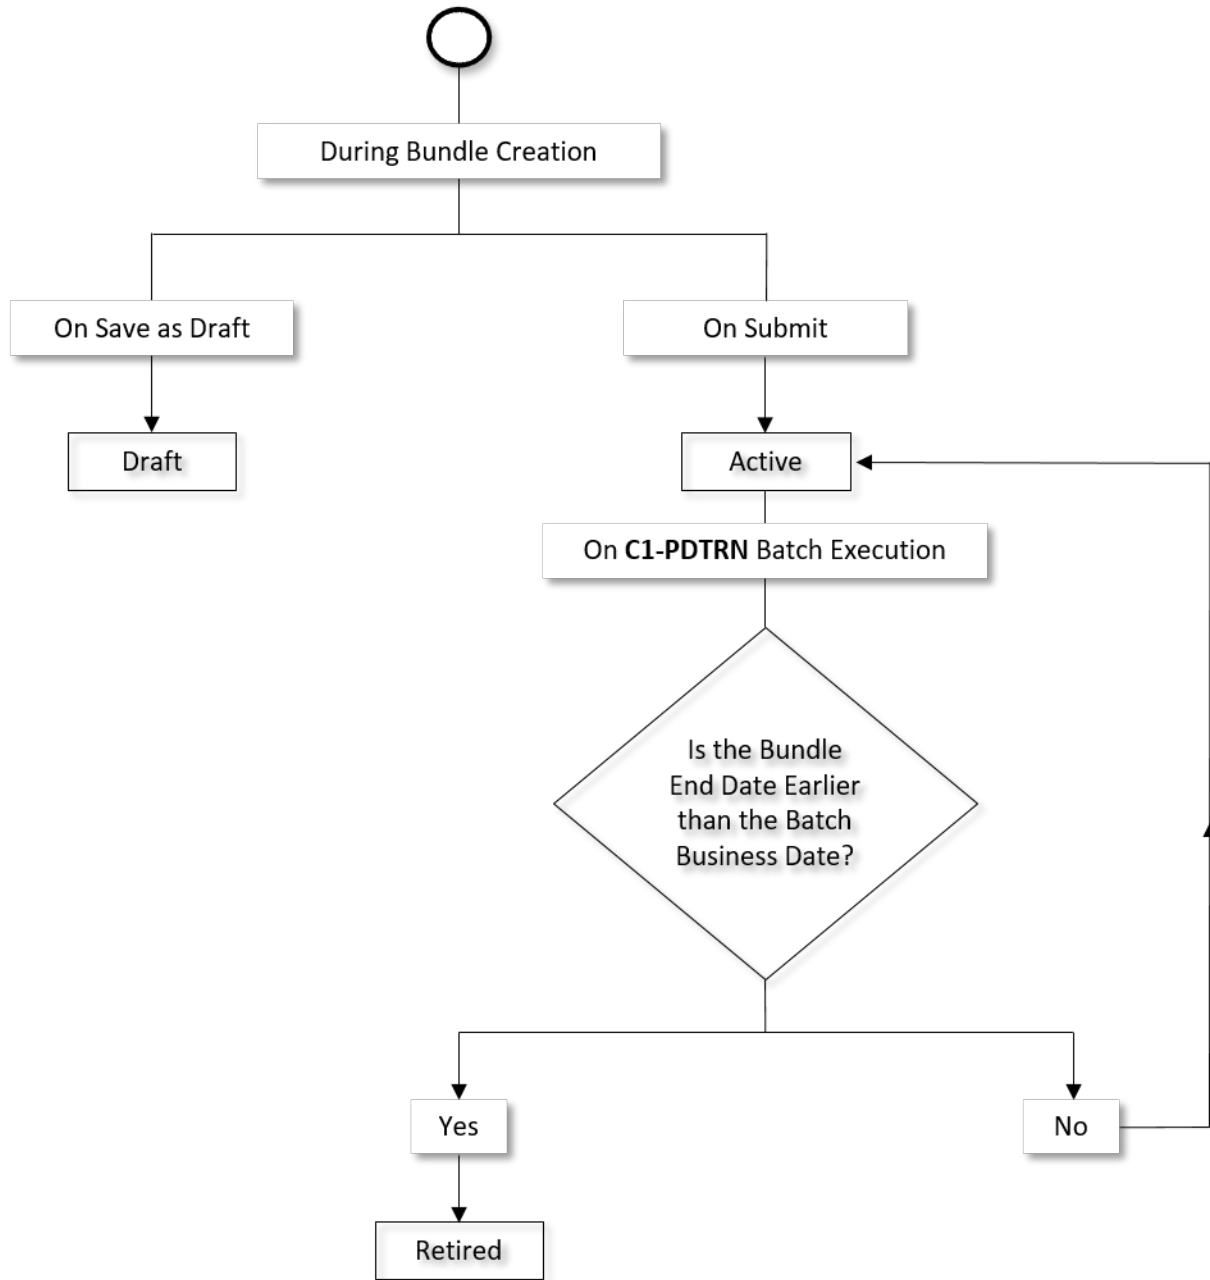 During Bundle Creation
On Save as Draft
On Submit
Draft
Active
On C1-PDTRN Batch Execution
Is the Bundle
End Date Earlier
than the Batch
Business Date?
Yes
No
Retired